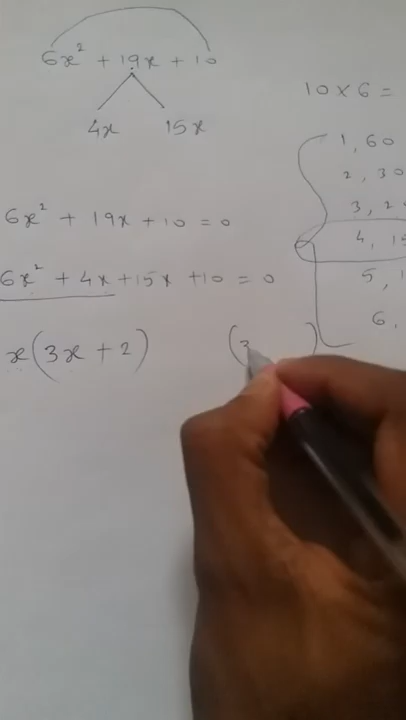 6x² + 19x + 10
10 × 6 =
4x 15x
1, 60
2, 30
3, 2
4, 1
5, 1
6,
6x² + 19x + 10 = 0
6x² + 4x + 15x + 10 = 0
x(3x + 2) (3 )